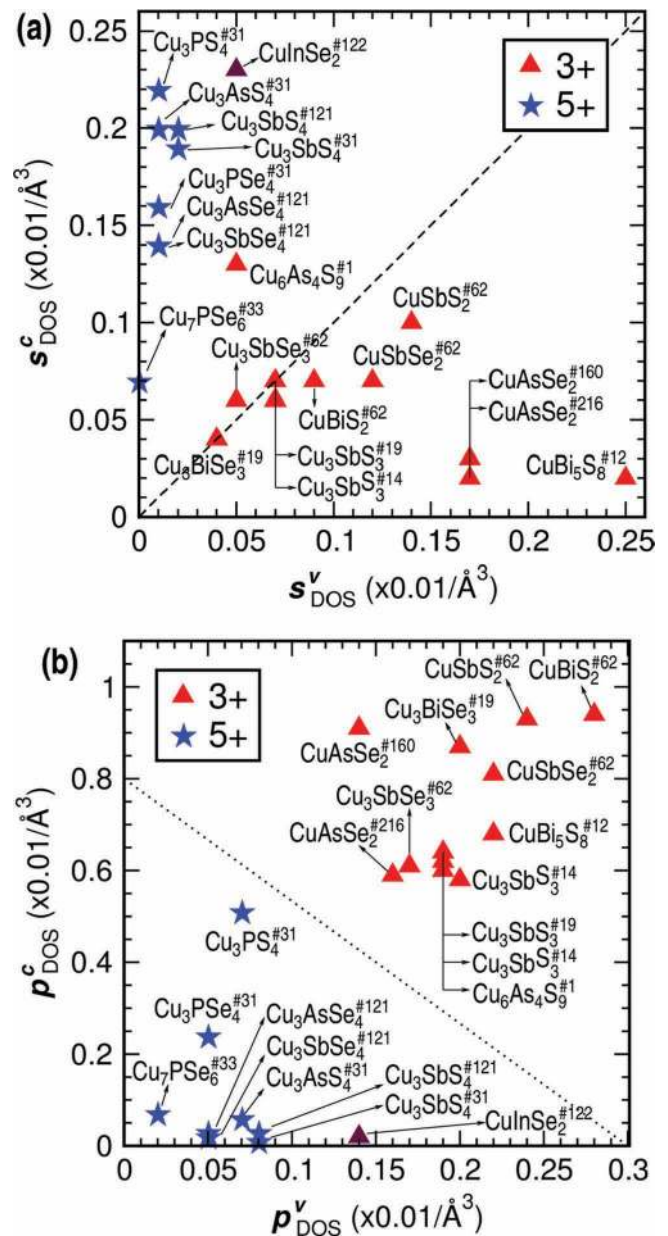 (a)
0.26
Cu₃PS₄^#31
CuInSe₂^#122
3+
5+
Cu₃AsS₄^#31
0.2
Cu₃SbS₄^#121
Cu₃SbS₄^#31
Cu₃PSe₄^#31
0.15
Cu₃AsSe₄^#121
Cu₃SbSe₄^#121
Cu₆As₄S₉^#1
CuSbS₂^#62
s^c_DOS (x0.01/Å³)
0.1
Cu₇PSe₆^#33
Cu₃SbSe₃^#62
CuSbSe₂^#62
CuAsSe₂^#160
CuAsSe₂^#216
0.05
CuBiS₂^#62
Cu₃BiSe₃^#19
Cu₃SbS₃^#19
Cu₃SbS₃^#14
CuBi₅S₈^#12
0
0 0.05 0.1 0.15 0.2 0.25
s^v_DOS (x0.01/Å³)
(b)
3+
5+
CuSbS₂^#62
CuBiS₂^#62
1
Cu₃BiSe₃^#19
CuAsSe₂^#160
0.8
CuSbSe₂^#62
Cu₃SbSe₃^#62
CuAsSe₂^#216
CuBi₅S₈^#12
0.6
Cu₃SbS₃^#14
p^c_DOS (x0.01/Å³)
Cu₃PS₄^#31
Cu₃SbS₃^#19
Cu₃SbS₃^#14
0.4
Cu₆As₄S₉^#1
Cu₃PSe₄^#31
Cu₃AsSe₄^#121
Cu₃SbSe₄^#121
0.2
Cu₇PSe₆^#33
Cu₃AsS₄^#31
Cu₃SbS₄^#121
Cu₃SbS₄^#31
CuInSe₂^#122
0
0 0.05 0.1 0.15 0.2 0.25 0.3
p^v_DOS (x0.01/Å³)